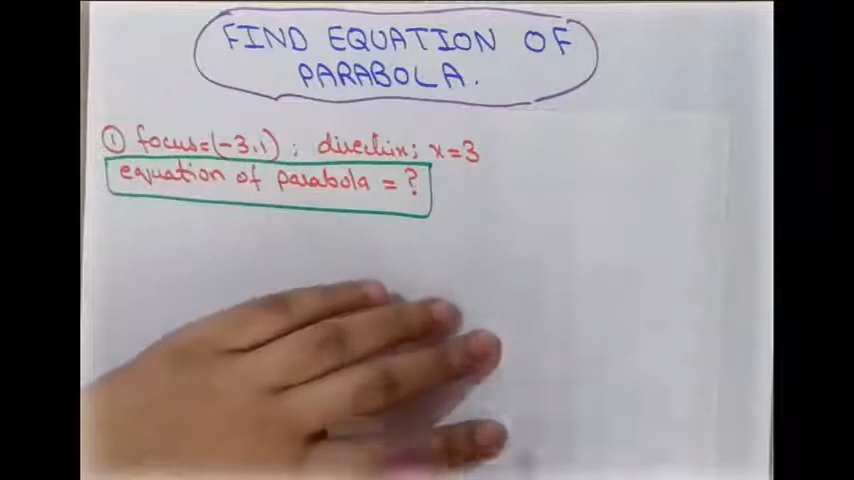 FIND EQUATION OF
PARABOLA.
① focus=(-3,1) ; directrix; x=3
equation of parabola = ?